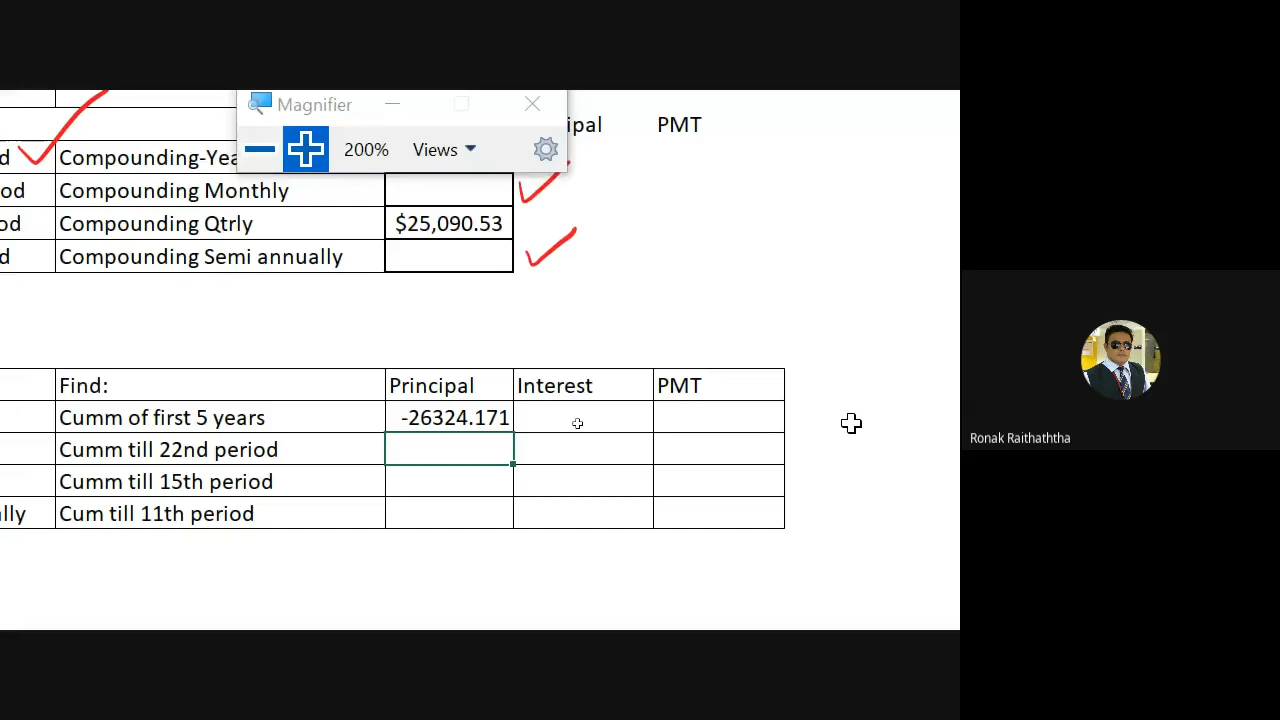 Magnifier
200% Views
ipal PMT
d Compounding-Yea
od Compounding Monthly
od Compounding Qtrly $25,090.53
d Compounding Semi annually
Find: Principal Interest PMT
Cumm of first 5 years -26324.171
Cumm till 22nd period
Cumm till 15th period
ally Cum till 11th period
Ronak Raithaththa